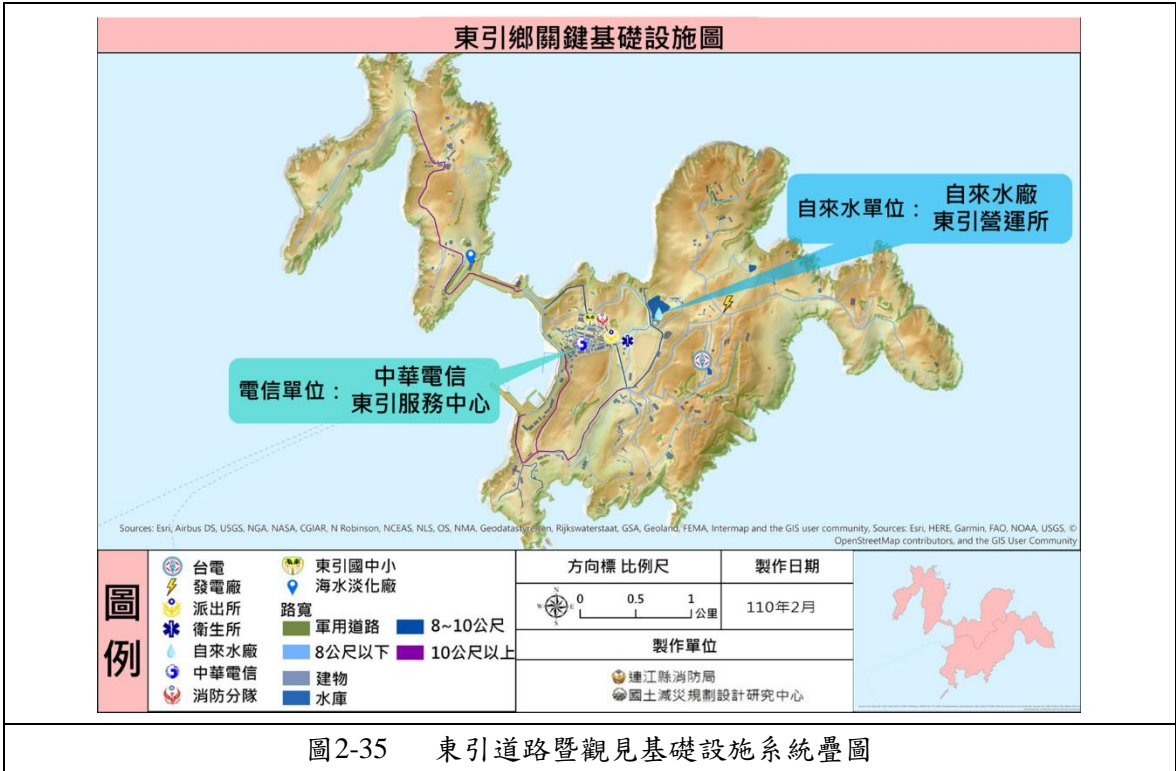 東引鄉關鍵基礎設施圖
自來水單位：
自來水廠
東引營運所
電信單位：
中華電信
東引服務中心
Sources: Esri, Airbus DS, USGS, NGA, NASA, CGIAR, N Robinson, NCEAS, NLS, OS, NMA, Geodatastyrelsen, Rijkswaterstaat, GSA, Geoland, FEMA, Intermap and the GIS user community, Sources: Esri, HERE, Garmin, FAO, NOAA, USGS, ©
OpenStreetMap contributors, and the GIS User Community
圖例
台電
發電廠
派出所
衛生所
自來水廠
中華電信
消防分隊
東引國中小
海水淡化廠
路寬
軍用道路
8~10公尺
8公尺以下
10公尺以上
建物
水庫
方向標 比例尺
N
W
E
S
0 0.5 1
公里
製作日期
110年2月
製作單位
連江縣消防局
國土減災規劃設計研究中心
圖2-35 東引道路暨觀見基礎設施系統疊圖